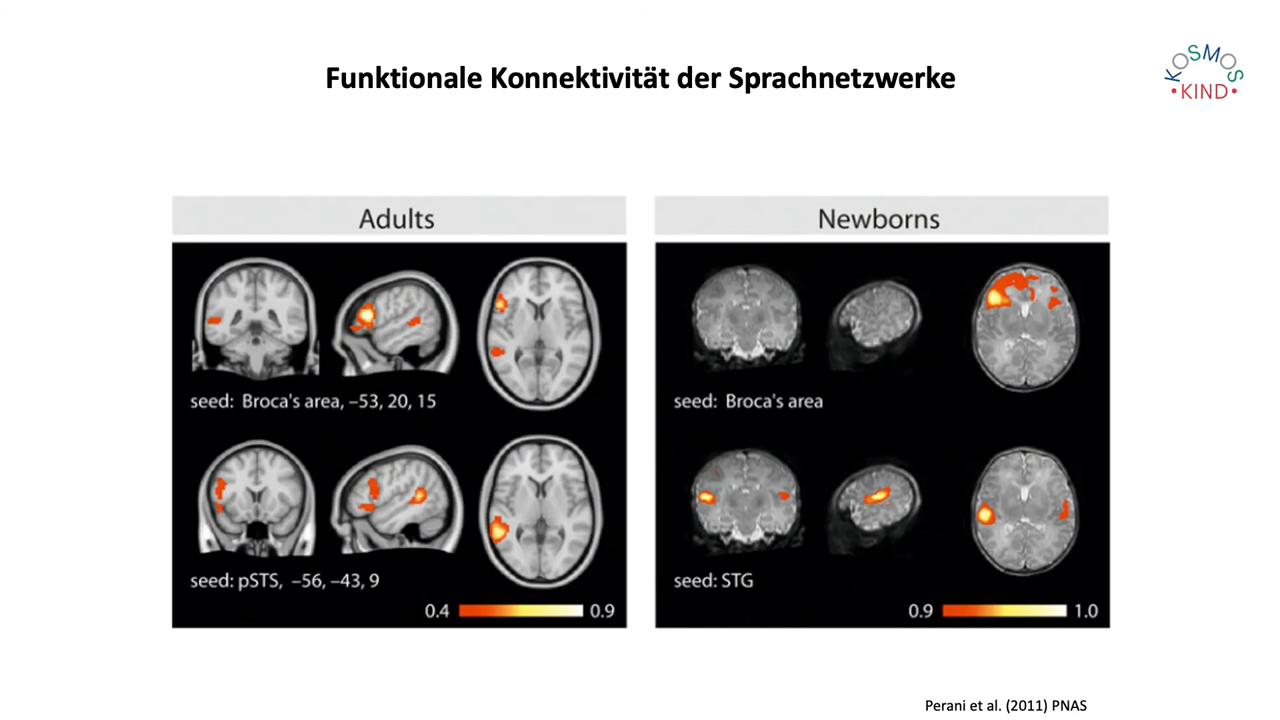 Funktionale Konnektivität der Sprachnetzwerke
KOSMOS
•KIND•
Adults
seed: Broca's area, –53, 20, 15
seed: pSTS, –56, –43, 9
0.4 0.9
Newborns
seed: Broca's area
seed: STG
0.9 1.0
Perani et al. (2011) PNAS